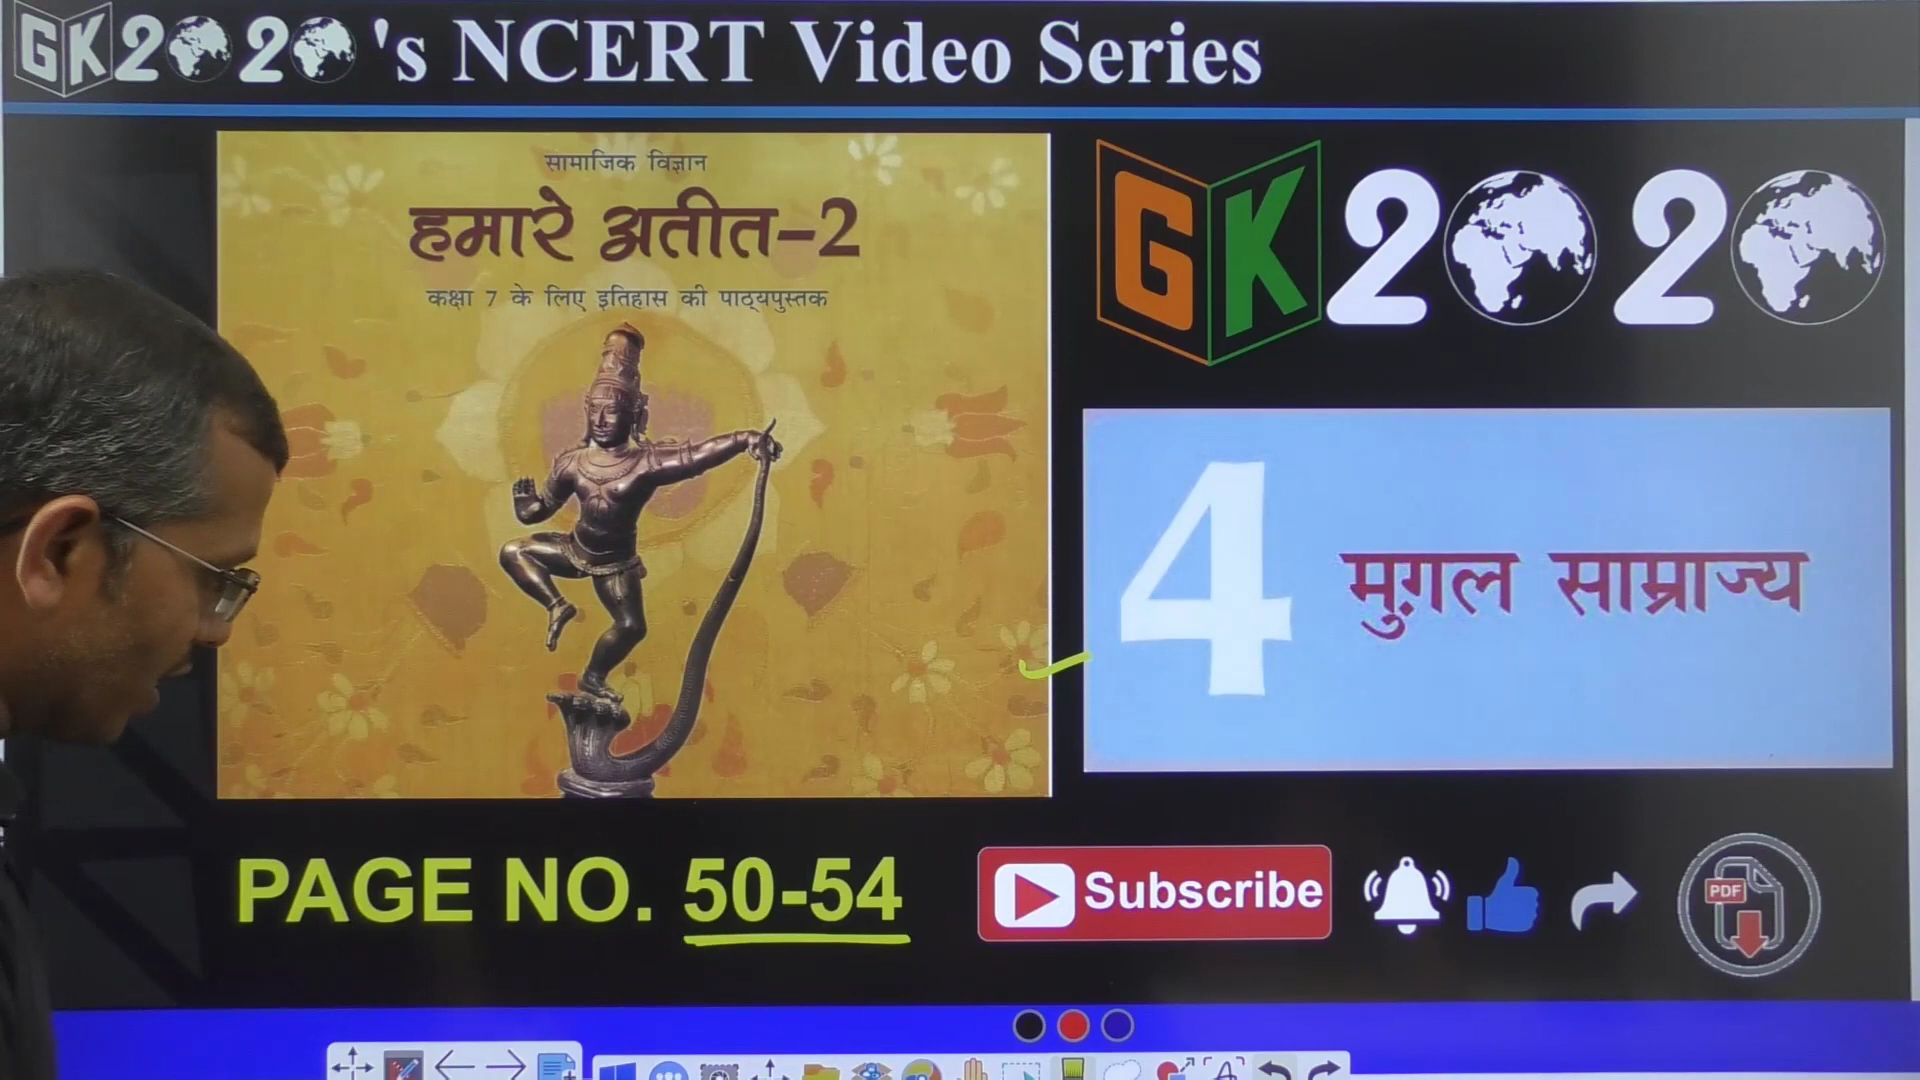 GK2020's NCERT Video Series
सामाजिक विज्ञान
हमारे अतीत-2
कक्षा 7 के लिए इतिहास की पाठ्यपुस्तक
GK2020
4 मुग़ल साम्राज्य
PAGE NO. 50-54
Subscribe
PDF